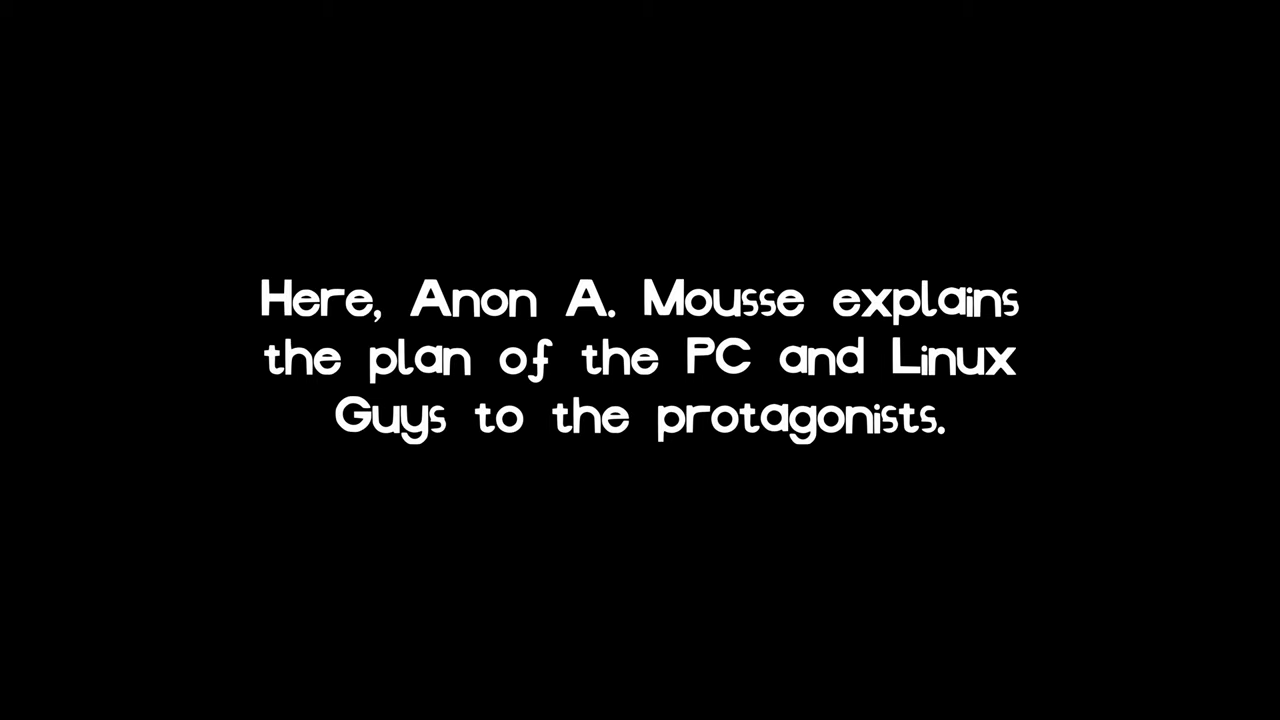 Here, Anon A. Mousse explains
the plan of the PC and Linux
Guys to the protagonists.